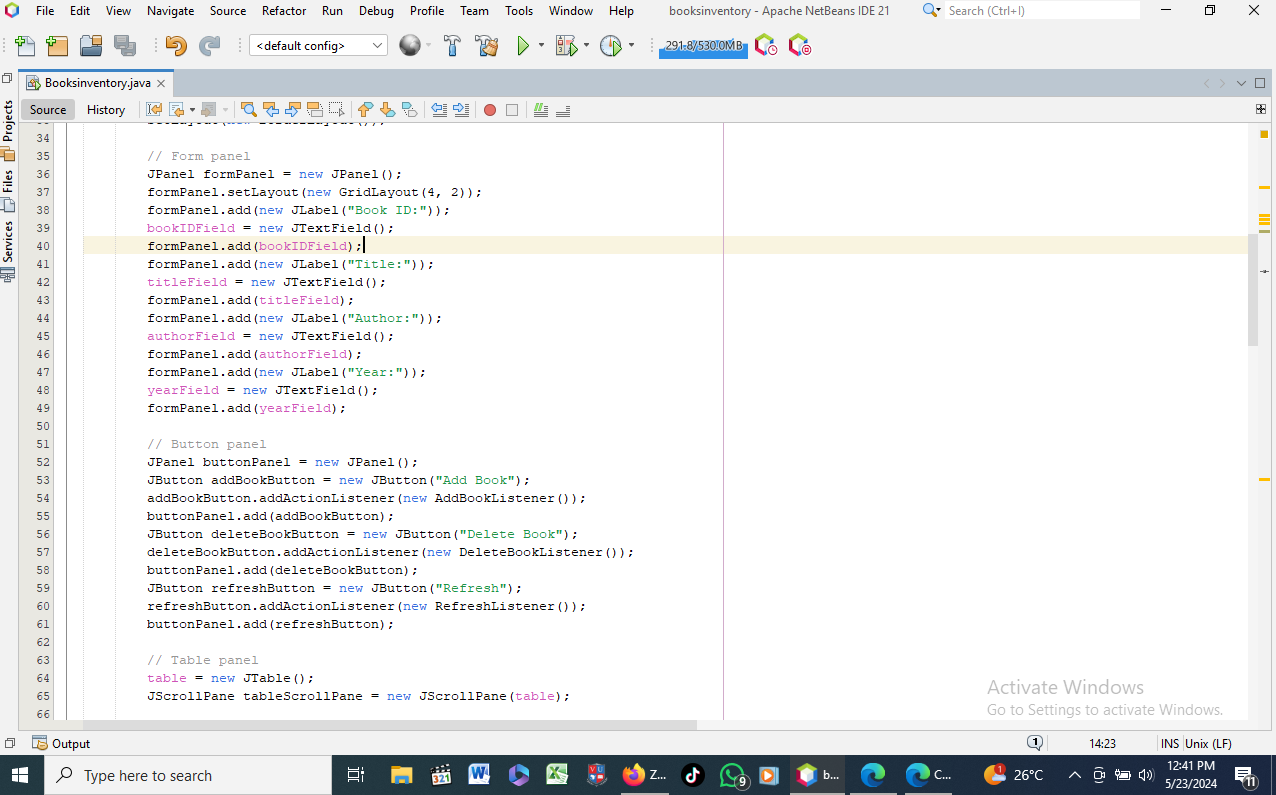 File Edit View Navigate Source Refactor Run Debug Profile Team Tools Window Help booksinventory - Apache NetBeans IDE 21 Search (Ctrl+I)
<default config> 291.8/530.0MB
Booksinventory.java
Source History
Projects
Files
Services
34
35 // Form panel
36 JPanel formPanel = new JPanel();
37 formPanel.setLayout(new GridLayout(4, 2));
38 formPanel.add(new JLabel("Book ID:"));
39 bookIDField = new JTextField();
40 formPanel.add(bookIDField);
41 formPanel.add(new JLabel("Title:"));
42 titleField = new JTextField();
43 formPanel.add(titleField);
44 formPanel.add(new JLabel("Author:"));
45 authorField = new JTextField();
46 formPanel.add(authorField);
47 formPanel.add(new JLabel("Year:"));
48 yearField = new JTextField();
49 formPanel.add(yearField);
50
51 // Button panel
52 JPanel buttonPanel = new JPanel();
53 JButton addBookButton = new JButton("Add Book");
54 addBookButton.addActionListener(new AddBookListener());
55 buttonPanel.add(addBookButton);
56 JButton deleteBookButton = new JButton("Delete Book");
57 deleteBookButton.addActionListener(new DeleteBookListener());
58 buttonPanel.add(deleteBookButton);
59 JButton refreshButton = new JButton("Refresh");
60 refreshButton.addActionListener(new RefreshListener());
61 buttonPanel.add(refreshButton);
62
63 // Table panel
64 table = new JTable();
65 JScrollPane tableScrollPane = new JScrollPane(table);
66
Activate Windows
Go to Settings to activate Windows.
Output 1 14:23 INS Unix (LF)
Type here to search 321 Z... 9 b... C... 1 26°C 12:41 PM
5/23/2024 11